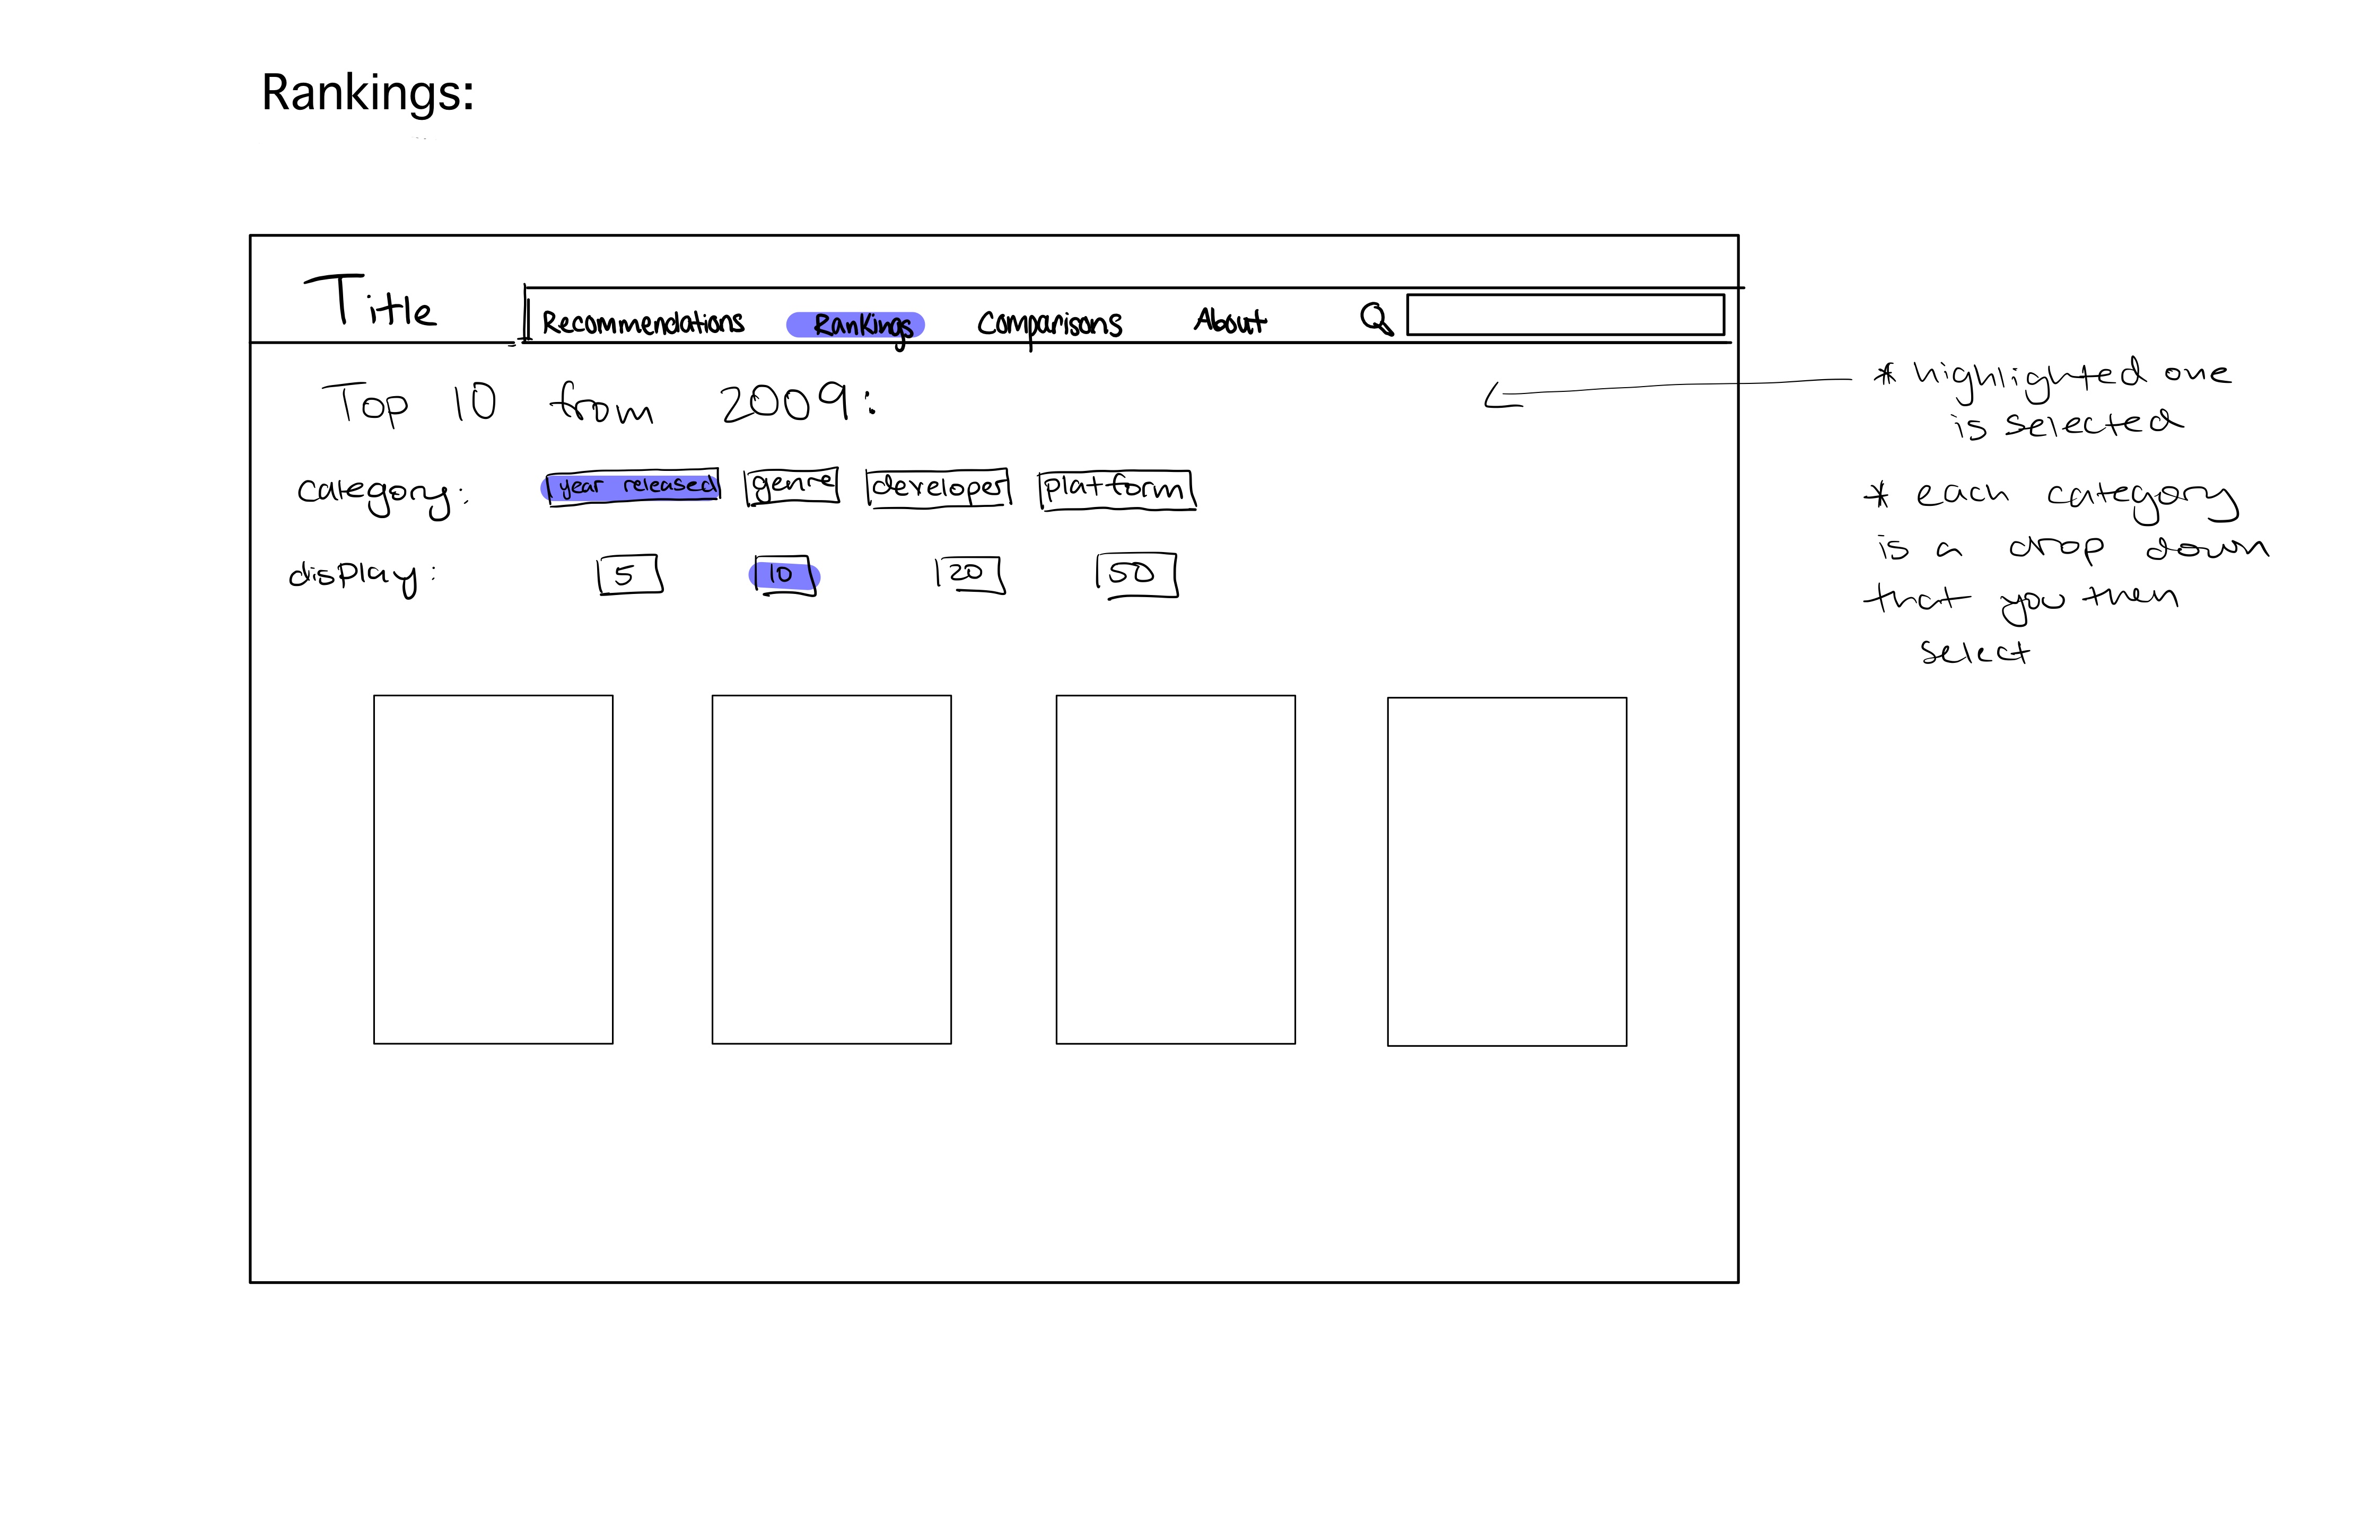 Rankings:
Title
Recommendations Rankings Comparisons About
Top 10 from 2009:
* highlighted one
is selected
category: year released genre developer platform
* each category
is a drop down
display: 5 10 20 50
that you then
select